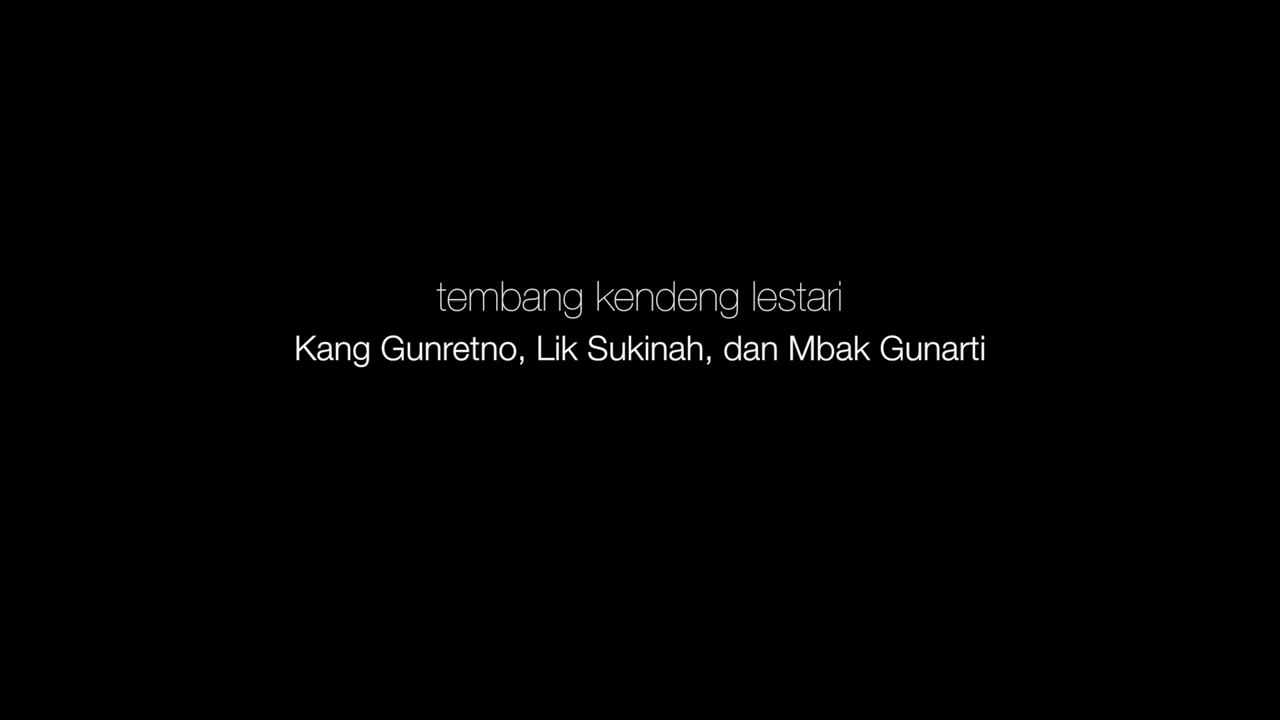 tembang kendeng lestari
Kang Gunretno, Lik Sukinah, dan Mbak Gunarti